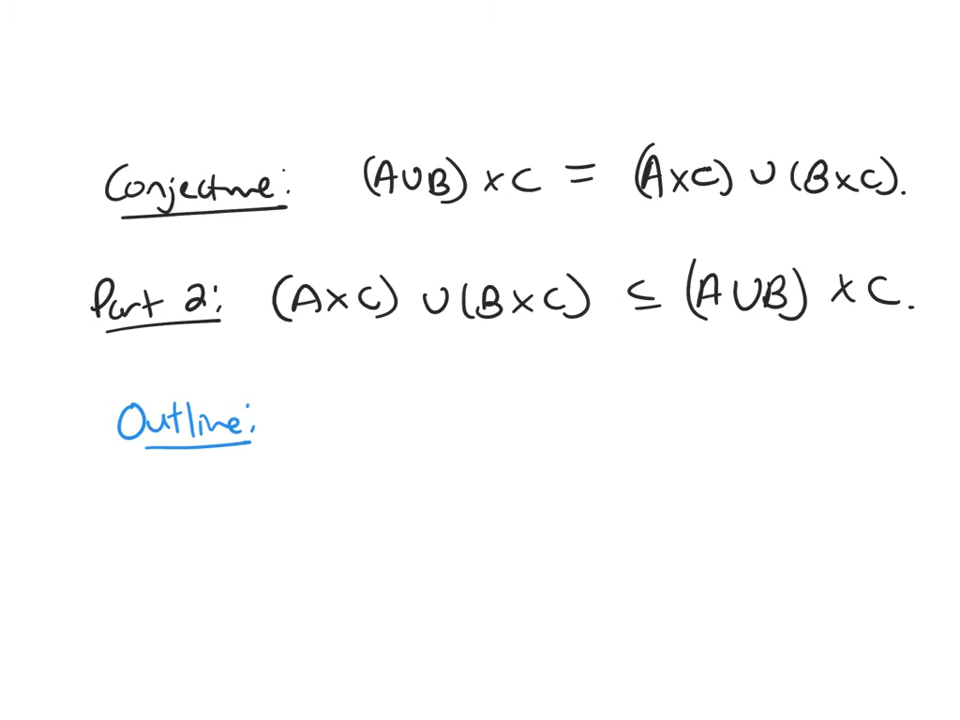 Conjecture: (A∪B) × C = (A×C) ∪ (B×C).
Part 2: (A×C) ∪ (B×C) ⊆ (A∪B) × C.
Outline: